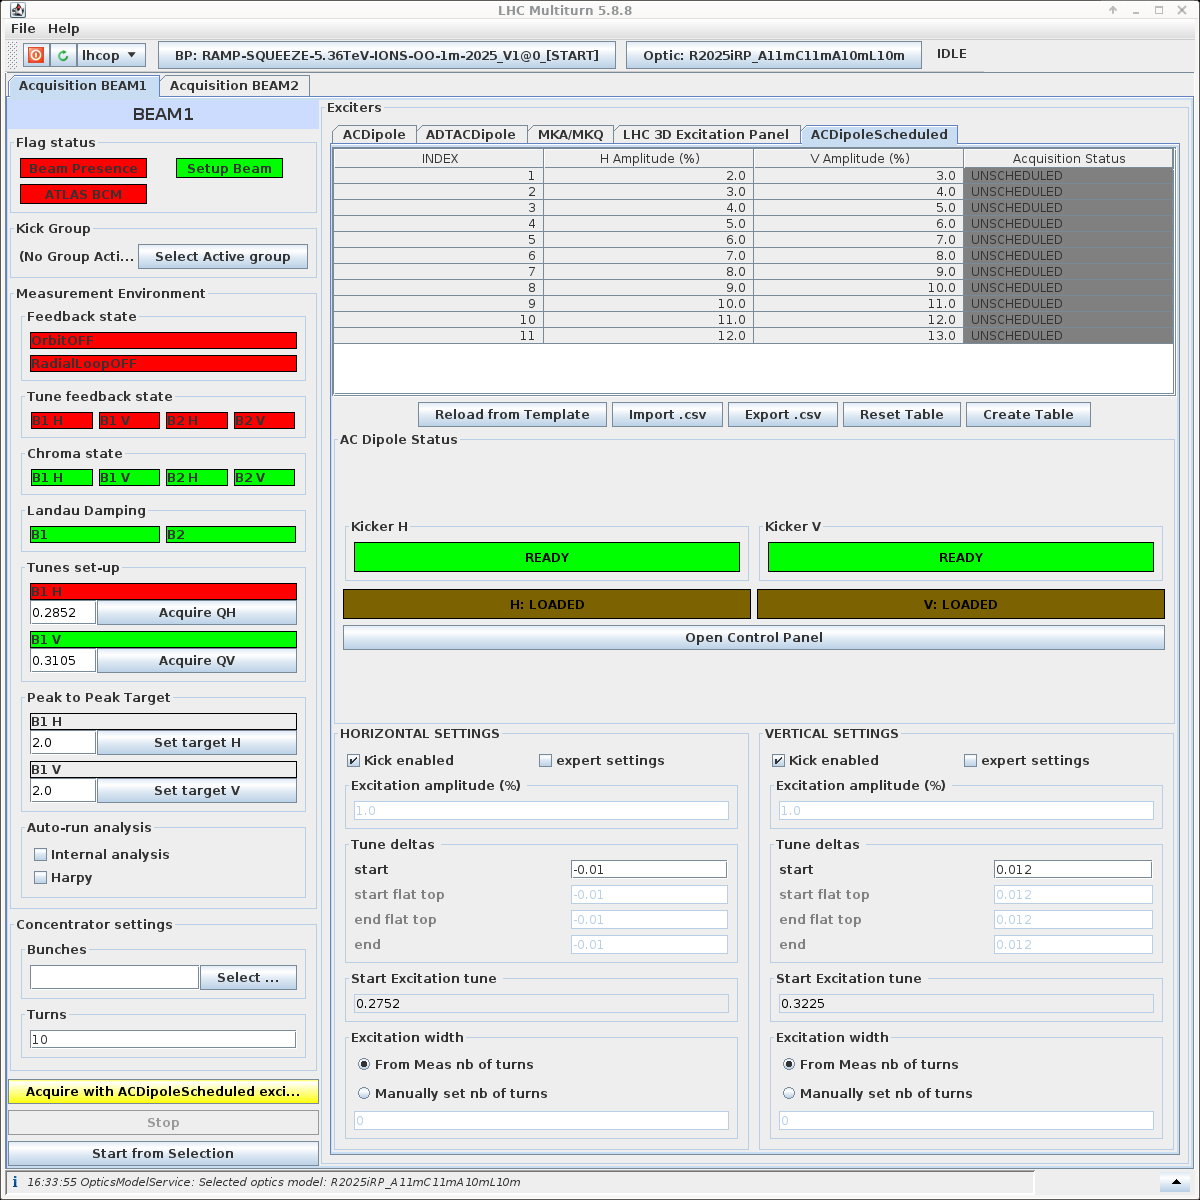 LHC Multiturn 5.8.8
File Help
lhcop BP: RAMP-SQUEEZE-5.36TeV-IONS-OO-1m-2025_V1@0_[START] Optic: R2025iRP_A11mC11mA10mL10m IDLE
Acquisition BEAM1 Acquisition BEAM2
BEAM1
Flag status
Beam Presence Setup Beam
ATLAS BCM
Kick Group
(No Group Acti... Select Active group
Measurement Environment
Feedback state
OrbitOFF
RadialLoopOFF
Tune feedback state
B1 H B1 V B2 H B2 V
Chroma state
B1 H B1 V B2 H B2 V
Landau Damping
B1 B2
Tunes set-up
B1 H
0.2852 Acquire QH
B1 V
0.3105 Acquire QV
Peak to Peak Target
B1 H
2.0 Set target H
B1 V
2.0 Set target V
Auto-run analysis
Internal analysis
Harpy
Concentrator settings
Bunches
Select ...
Turns
10
Acquire with ACDipoleScheduled exci...
Stop
Start from Selection
Exciters
ACDipole ADTACDipole MKA/MKQ LHC 3D Excitation Panel ACDipoleScheduled
INDEX H Amplitude (%) V Amplitude (%) Acquisition Status
1 2.0 3.0 UNSCHEDULED
2 3.0 4.0 UNSCHEDULED
3 4.0 5.0 UNSCHEDULED
4 5.0 6.0 UNSCHEDULED
5 6.0 7.0 UNSCHEDULED
6 7.0 8.0 UNSCHEDULED
7 8.0 9.0 UNSCHEDULED
8 9.0 10.0 UNSCHEDULED
9 10.0 11.0 UNSCHEDULED
10 11.0 12.0 UNSCHEDULED
11 12.0 13.0 UNSCHEDULED
Reload from Template Import .csv Export .csv Reset Table Create Table
AC Dipole Status
Kicker H Kicker V
READY READY
H: LOADED V: LOADED
Open Control Panel
HORIZONTAL SETTINGS
Kick enabled expert settings
Excitation amplitude (%)
1.0
Tune deltas
start -0.01
start flat top -0.01
end flat top -0.01
end -0.01
Start Excitation tune
0.2752
Excitation width
From Meas nb of turns
Manually set nb of turns
0
VERTICAL SETTINGS
Kick enabled expert settings
Excitation amplitude (%)
1.0
Tune deltas
start 0.012
start flat top 0.012
end flat top 0.012
end 0.012
Start Excitation tune
0.3225
Excitation width
From Meas nb of turns
Manually set nb of turns
0
16:33:55 OpticsModelService: Selected optics model: R2025iRP_A11mC11mA10mL10m